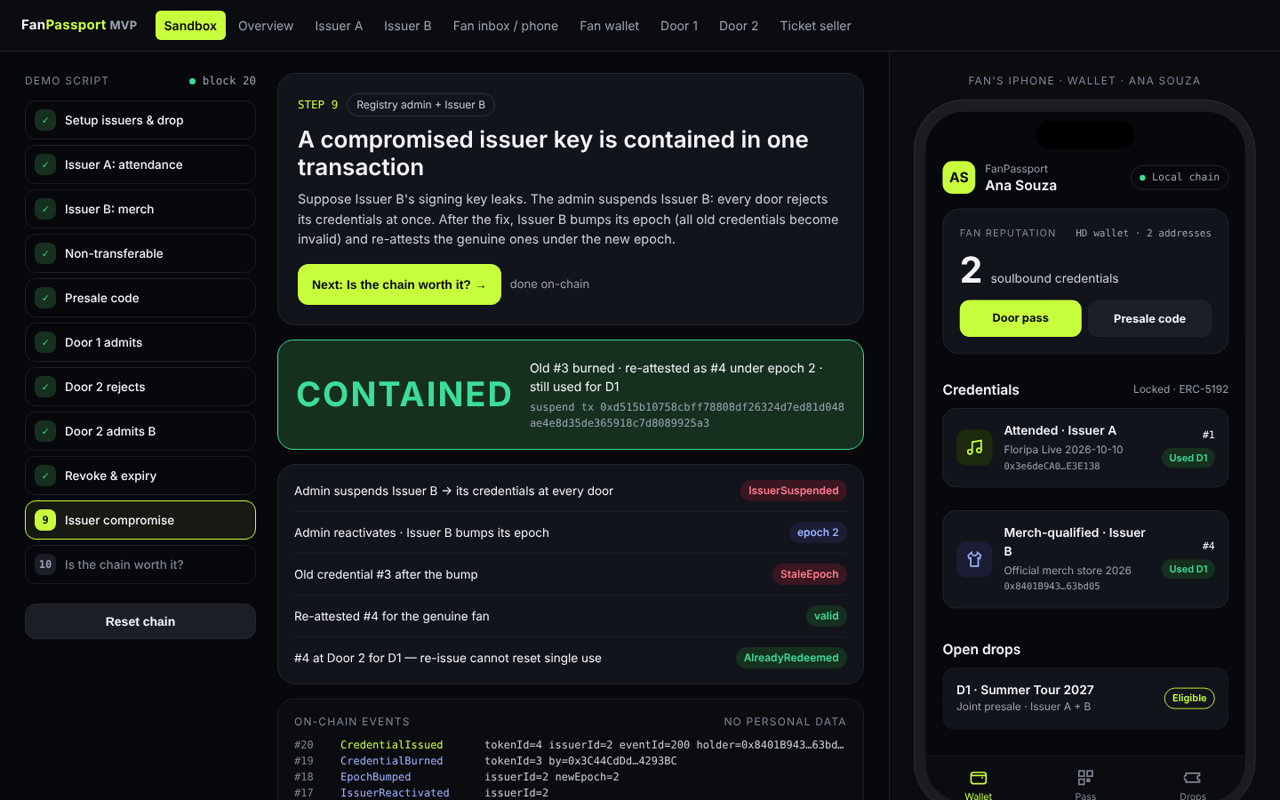 FanPassport MVP
Sandbox
Overview
Issuer A
Issuer B
Fan inbox / phone
Fan wallet
Door 1
Door 2
Ticket seller
DEMO SCRIPT
block 20
✓ Setup issuers & drop
✓ Issuer A: attendance
✓ Issuer B: merch
✓ Non-transferable
✓ Presale code
✓ Door 1 admits
✓ Door 2 rejects
✓ Door 2 admits B
✓ Revoke & expiry
9 Issuer compromise
10 Is the chain worth it?
Reset chain
STEP 9
Registry admin + Issuer B
A compromised issuer key is contained in one
transaction
Suppose Issuer B's signing key leaks. The admin suspends Issuer B: every door rejects
its credentials at once. After the fix, Issuer B bumps its epoch (all old credentials become
invalid) and re-attests the genuine ones under the new epoch.
Next: Is the chain worth it? →
done on-chain
CONTAINED
Old #3 burned · re-attested as #4 under epoch 2 ·
still used for D1
suspend tx 0xd515b10758cbff78808df26324d7ed81d048
ae4e8d35de365918c7d8089925a3
Admin suspends Issuer B → its credentials at every door
IssuerSuspended
Admin reactivates · Issuer B bumps its epoch
epoch 2
Old credential #3 after the bump
StaleEpoch
Re-attested #4 for the genuine fan
valid
#4 at Door 2 for D1 — re-issue cannot reset single use
AlreadyRedeemed
ON-CHAIN EVENTS
NO PERSONAL DATA
#20 CredentialIssued tokenId=4 issuerId=2 eventId=200 holder=0x8401B943…63bd…
#19 CredentialBurned tokenId=3 by=0x3C44CdDd…4293BC
#18 EpochBumped issuerId=2 newEpoch=2
#17 IssuerReactivated issuerId=2
FAN'S IPHONE · WALLET · ANA SOUZA
AS
FanPassport
Ana Souza
Local chain
FAN REPUTATION
HD wallet · 2 addresses
2 soulbound credentials
Door pass
Presale code
Credentials
Locked · ERC-5192
Attended · Issuer A
#1
Floripa Live 2026-10-10
Used D1
0x3e6deCA0…E3E138
Merch-qualified · Issuer
B
#4
Official merch store 2026
Used D1
0x8401B943…63bd05
Open drops
D1 · Summer Tour 2027
Joint presale · Issuer A + B
Eligible
Wallet
Pass
Drops